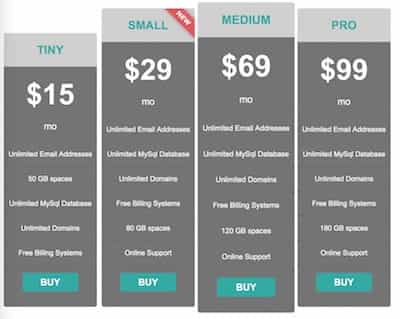 TINY
$15
mo
Unlimited Email Addresses
50 GB spaces
Unlimited MySql Database
Unlimited Domains
Free Billing Systems
BUY
SMALL
NEW
$29
mo
Unlimited Email Addresses
Unlimited MySql Database
Unlimited Domains
Free Billing Systems
80 GB spaces
Online Support
BUY
MEDIUM
$69
mo
Unlimited Email Addresses
Unlimited MySql Database
Unlimited Domains
Free Billing Systems
120 GB spaces
Online Support
BUY
PRO
$99
mo
Unlimited Email Addresses
Unlimited MySql Database
Unlimited Domains
Free Billing Systems
180 GB spaces
Online Support
BUY